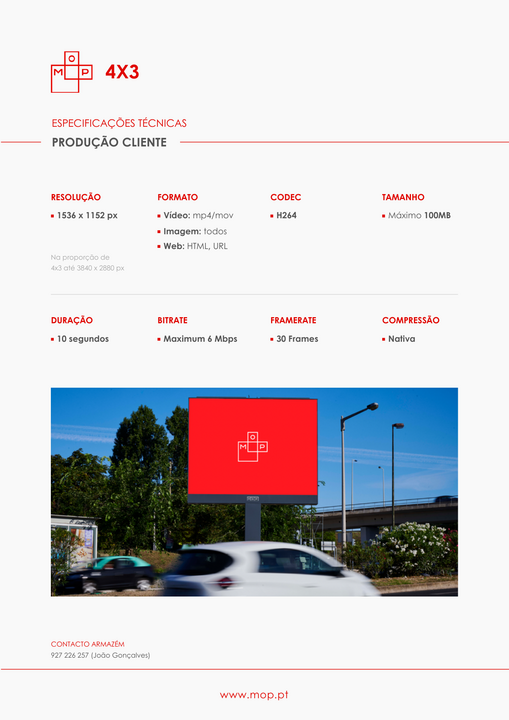 M O P 4X3
ESPECIFICAÇÕES TÉCNICAS
PRODUÇÃO CLIENTE
RESOLUÇÃO
1536 x 1152 px
Na proporção de
4x3 até 3840 x 2880 px
FORMATO
Vídeo: mp4/mov
Imagem: todos
Web: HTML, URL
CODEC
H264
TAMANHO
Máximo 100MB
DURAÇÃO
10 segundos
BITRATE
Maximum 6 Mbps
FRAMERATE
30 Frames
COMPRESSÃO
Nativa
M O P
CONTACTO ARMAZÉM
927 226 257 (João Gonçalves)
www.mop.pt